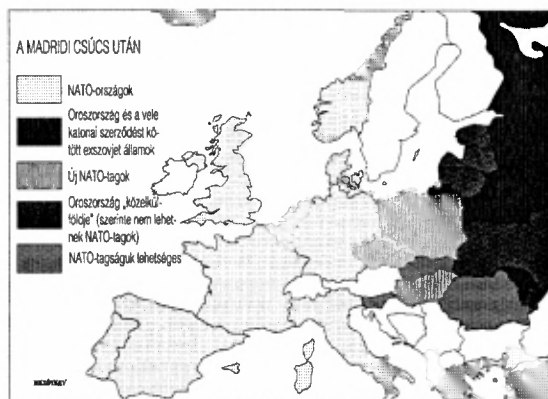 A MADRIDI CSÚCS UTÁN
NATO-országok
Oroszország és a vele
katonai szerződést kö-
tött exszovjet államok
Új NATO-tagok
Oroszország „közelkül-
földje” (szerinte nem lehet-
nek NATO-tagok)
NATO-tagságuk lehetséges